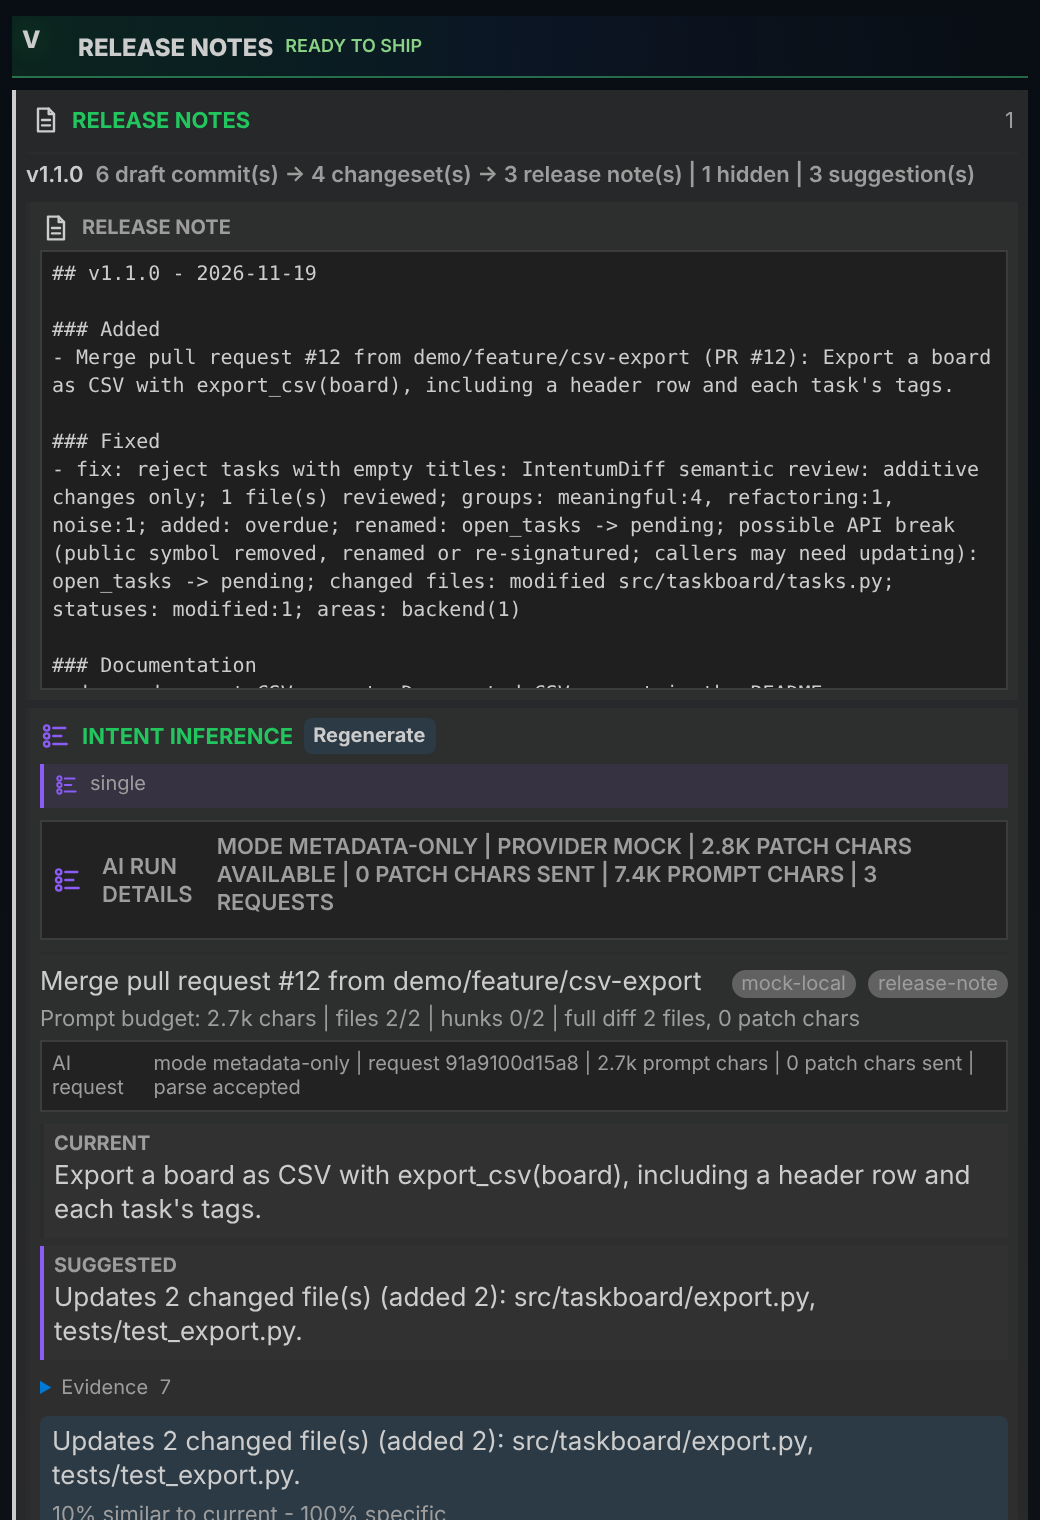 V
RELEASE NOTES READY TO SHIP
RELEASE NOTES 1
v1.1.0 6 draft commit(s) → 4 changeset(s) → 3 release note(s) | 1 hidden | 3 suggestion(s)
RELEASE NOTE
## v1.1.0 - 2026-11-19
### Added
- Merge pull request #12 from demo/feature/csv-export (PR #12): Export a board
as CSV with export_csv(board), including a header row and each task's tags.
### Fixed
- fix: reject tasks with empty titles: IntentumDiff semantic review: additive
changes only; 1 file(s) reviewed; groups: meaningful:4, refactoring:1,
noise:1; added: overdue; renamed: open_tasks -> pending; possible API break
(public symbol removed, renamed or re-signatured; callers may need updating):
open_tasks -> pending; changed files: modified src/taskboard/tasks.py;
statuses: modified:1; areas: backend(1)
### Documentation
INTENT INFERENCE Regenerate
single
AI RUN
DETAILS
MODE METADATA-ONLY | PROVIDER MOCK | 2.8K PATCH CHARS
AVAILABLE | 0 PATCH CHARS SENT | 7.4K PROMPT CHARS | 3
REQUESTS
Merge pull request #12 from demo/feature/csv-export mock-local release-note
Prompt budget: 2.7k chars | files 2/2 | hunks 0/2 | full diff 2 files, 0 patch chars
AI
request
mode metadata-only | request 91a9100d15a8 | 2.7k prompt chars | 0 patch chars sent |
parse accepted
CURRENT
Export a board as CSV with export_csv(board), including a header row and
each task's tags.
SUGGESTED
Updates 2 changed file(s) (added 2): src/taskboard/export.py,
tests/test_export.py.
Evidence 7
Updates 2 changed file(s) (added 2): src/taskboard/export.py,
tests/test_export.py.
10% similar to current - 100% specific